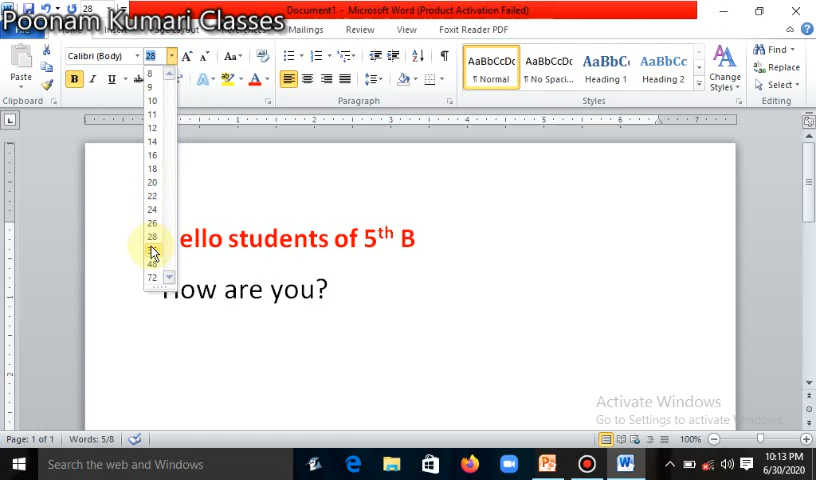 Poonam Kumari Classes
Document1 - Microsoft Word (Product Activation Failed)
28
Mailings Review View Foxit Reader PDF
Calibri (Body) 28
Paste
B I U
Clipboard
Paragraph
AaBbCcDc AaBbCcDc AaBbCc AaBbCc
¶ Normal ¶ No Spaci... Heading 1 Heading 2
Change Styles
Styles
Find
Replace
Select
Editing
8
9
10
11
12
14
16
18
20
22
24
26
28
48
72
ello students of 5th B
How are you?
Activate Windows
Go to Settings to activate Windows.
Page: 1 of 1 Words: 5/8 100%
Search the web and Windows
10:13 PM
6/30/2020